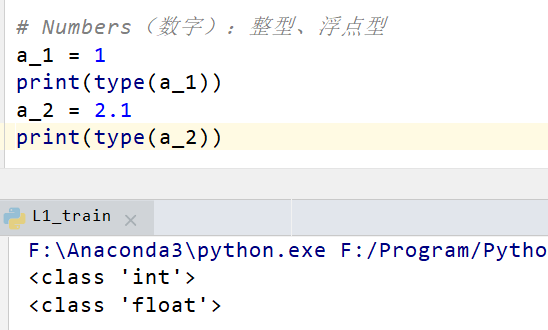 # Numbers（数字）：整型、浮点型
a_1 = 1
print(type(a_1))
a_2 = 2.1
print(type(a_2))
L1_train
F:\Anaconda3\python.exe F:/Program/Pytho
<class 'int'>
<class 'float'>